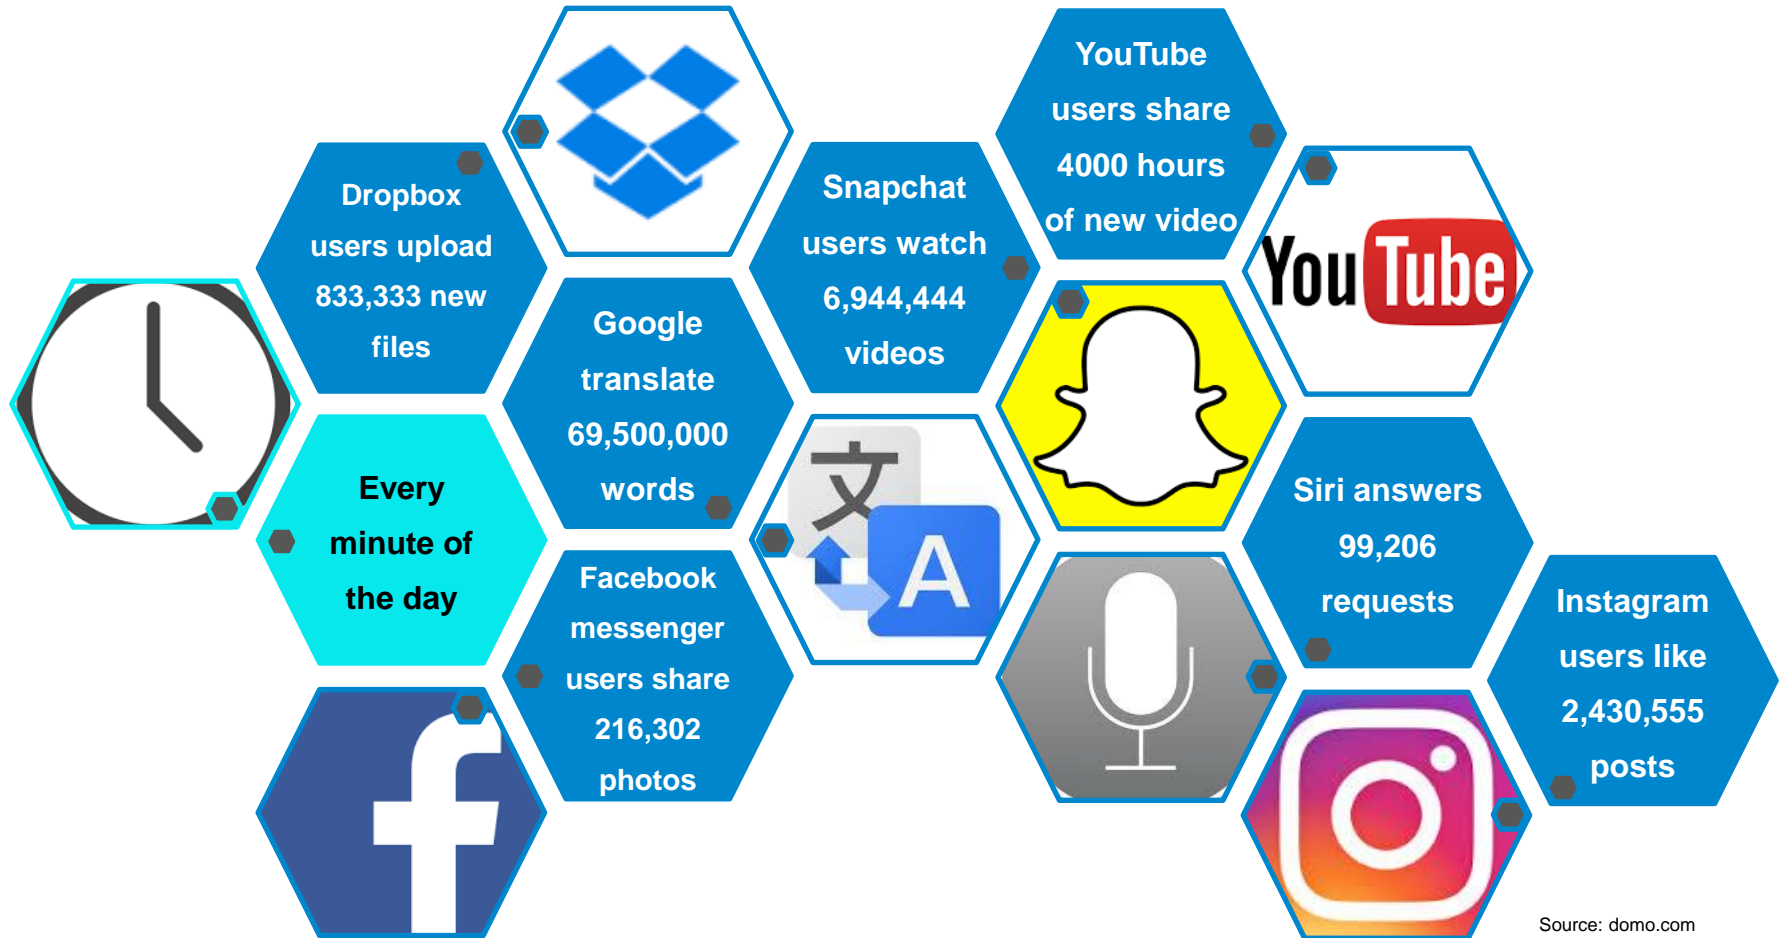 Dropbox
users upload
833,333 new
files
Every
minute of
the day
Google
translate
69,500,000
words
Facebook
messenger
users share
216,302
photos
Snapchat
users watch
6,944,444
videos
文
A
YouTube
users share
4000 hours
of new video
You Tube
Siri answers
99,206
requests
Instagram
users like
2,430,555
posts
f
Source: domo.com